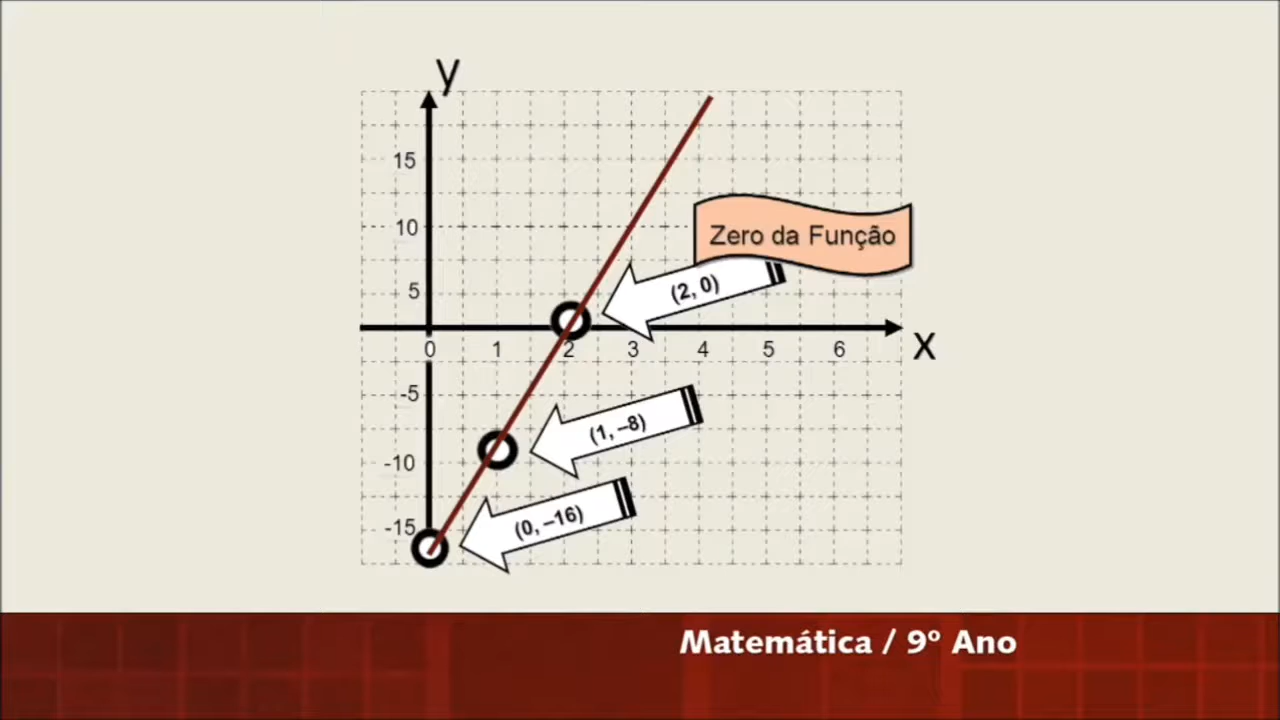 y
15
10
Zero da Função
5
(2, 0)
0 1 2 3 4 5 6
x
-5
(1, –8)
-10
(0, –16)
-15
Matemática / 9º Ano